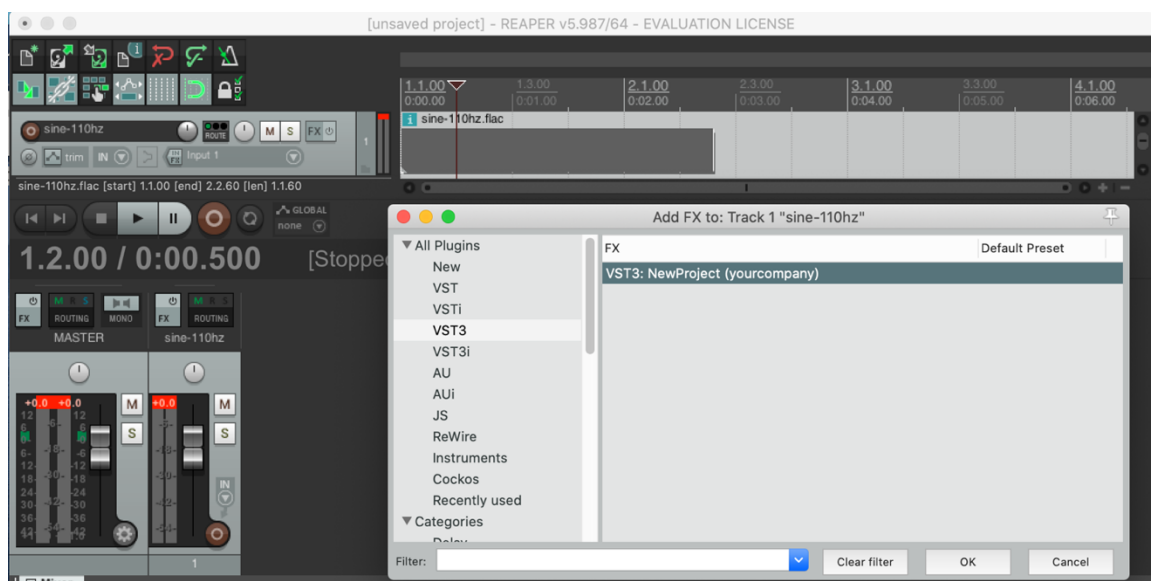 [unsaved project] - REAPER v5.987/64 - EVALUATION LICENSE
1.1.00 1.3.00 2.1.00 2.3.00 3.1.00 3.3.00 4.1.00
0:00.00 0:01.00 0:02.00 0:03.00 0:04.00 0:05.00 0:06.00
i sine-110hz.flac
sine-110hz ROUTE M S FX 1
trim IN FX Input 1
sine-110hz.flac [start] 1.1.00 [end] 2.2.60 [len] 1.1.60
GLOBAL
none
1.2.00 / 0:00.500 [Stopped
FX M R S ROUTING MONO FX M R S ROUTING
MASTER sine-110hz
+0.0 +0.0 M +0.0 M
S S
IN
1
Add FX to: Track 1 "sine-110hz"
All Plugins
New
VST
VSTi
VST3
VST3i
AU
AUi
JS
ReWire
Instruments
Cockos
Recently used
Categories
FX Default Preset
VST3: NewProject (yourcompany)
Filter: Clear filter OK Cancel